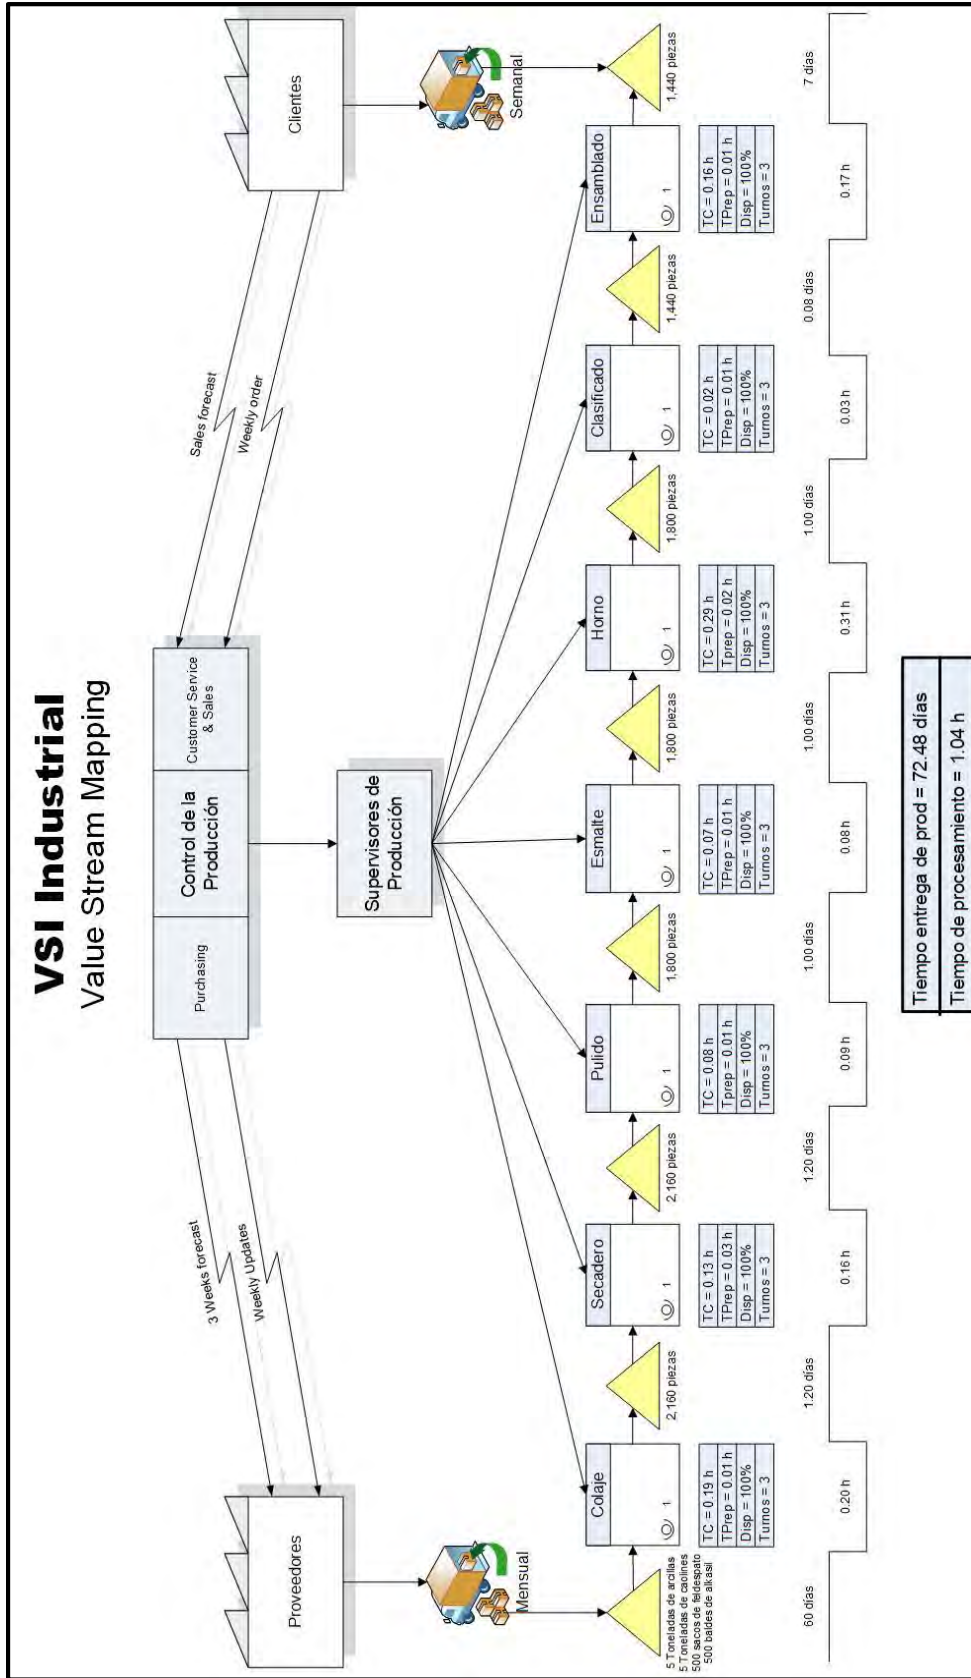 VSI Industrial
Value Stream Mapping
Proveedores
3 Weeks forecast
Weekly Updates
Purchasing
Control de la
Producción
Customer Service
& Sales
Sales forecast
Weekly order
Clientes
Supervisores de
Producción
Mensual
Semanal
5 Toneladas de arcillas
5 Toneladas de caolines
500 sacos de feldespato
500 baldes de alkasil
Colaje
1
TC = 0.19 h
TPrep = 0.01 h
Disp = 100%
Turnos = 3
2,160 piezas
Secadero
1
TC = 0.13 h
TPrep = 0.03 h
Disp = 100%
Turnos = 3
2,160 piezas
Pulido
1
TC = 0.08 h
Tprep = 0.01 h
Disp = 100%
Turnos = 3
1,800 piezas
Esmalte
1
TC = 0.07 h
TPrep = 0.01 h
Disp = 100%
Turnos = 3
1,800 piezas
Horno
1
TC = 0.29 h
Tprep = 0.02 h
Disp = 100%
Turnos = 3
1,800 piezas
Clasificado
1
TC = 0.02 h
TPrep = 0.01 h
Disp = 100%
Turnos = 3
1,440 piezas
Ensamblado
1
TC = 0.16 h
TPrep = 0.01 h
Disp = 100%
Turnos = 3
1,440 piezas
60 días
0.20 h
1.20 días
0.16 h
1.20 días
0.09 h
1.00 días
0.08 h
1.00 días
0.31 h
1.00 días
0.03 h
0.08 días
0.17 h
7 días
Tiempo entrega de prod = 72.48 días
Tiempo de procesamiento = 1.04 h